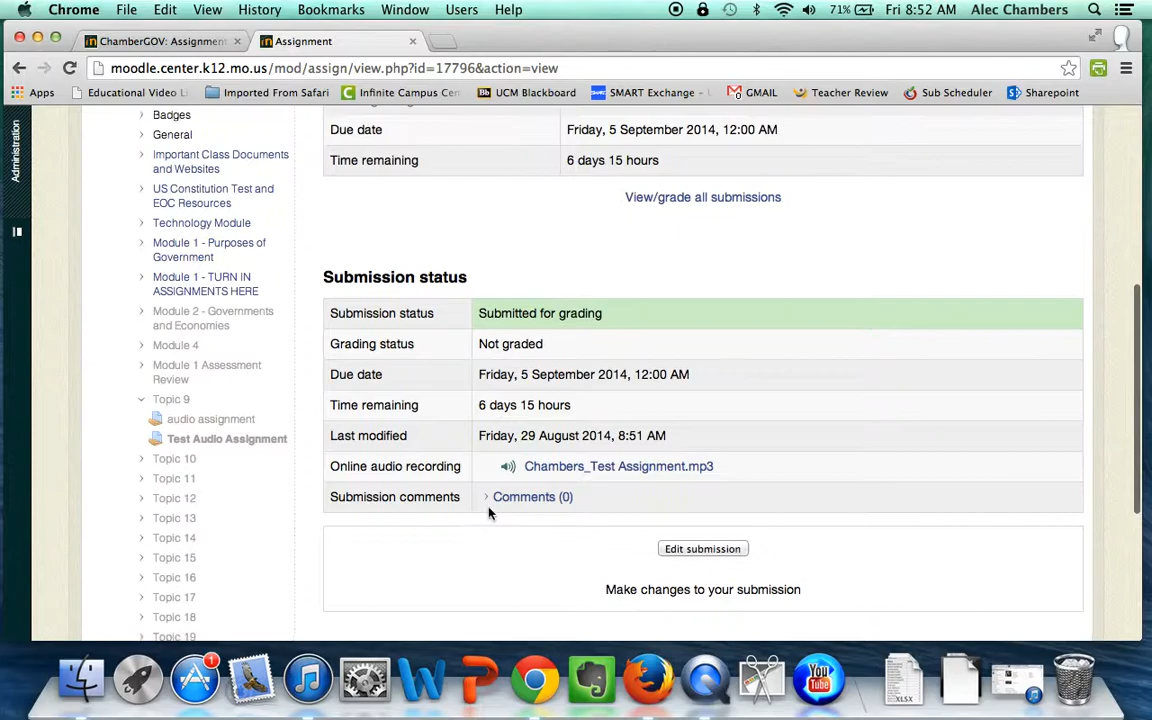 Chrome File Edit View History Bookmarks Window Users Help 71% Fri 8:52 AM Alec Chambers
ChamberGOV: Assignment Assignment
moodle.center.k12.mo.us/mod/assign/view.php?id=17796&action=view
Apps Educational Video Li Imported From Safari Infinite Campus Cen UCM Blackboard SMART Exchange - GMAIL Teacher Review Sub Scheduler Sharepoint
Administration
Badges
General
Important Class Documents
and Websites
US Constitution Test and
EOC Resources
Technology Module
Module 1 - Purposes of
Government
Module 1 - TURN IN
ASSIGNMENTS HERE
Module 2 - Governments
and Economies
Module 4
Module 1 Assessment
Review
Topic 9
audio assignment
Test Audio Assignment
Topic 10
Topic 11
Topic 12
Topic 13
Topic 14
Topic 15
Topic 16
Topic 17
Topic 18
Topic 19
Due date Friday, 5 September 2014, 12:00 AM
Time remaining 6 days 15 hours
View/grade all submissions
Submission status
Submission status Submitted for grading
Grading status Not graded
Due date Friday, 5 September 2014, 12:00 AM
Time remaining 6 days 15 hours
Last modified Friday, 29 August 2014, 8:51 AM
Online audio recording Chambers_Test Assignment.mp3
Submission comments Comments (0)
Edit submission
Make changes to your submission
1
You
Tube
XLSX